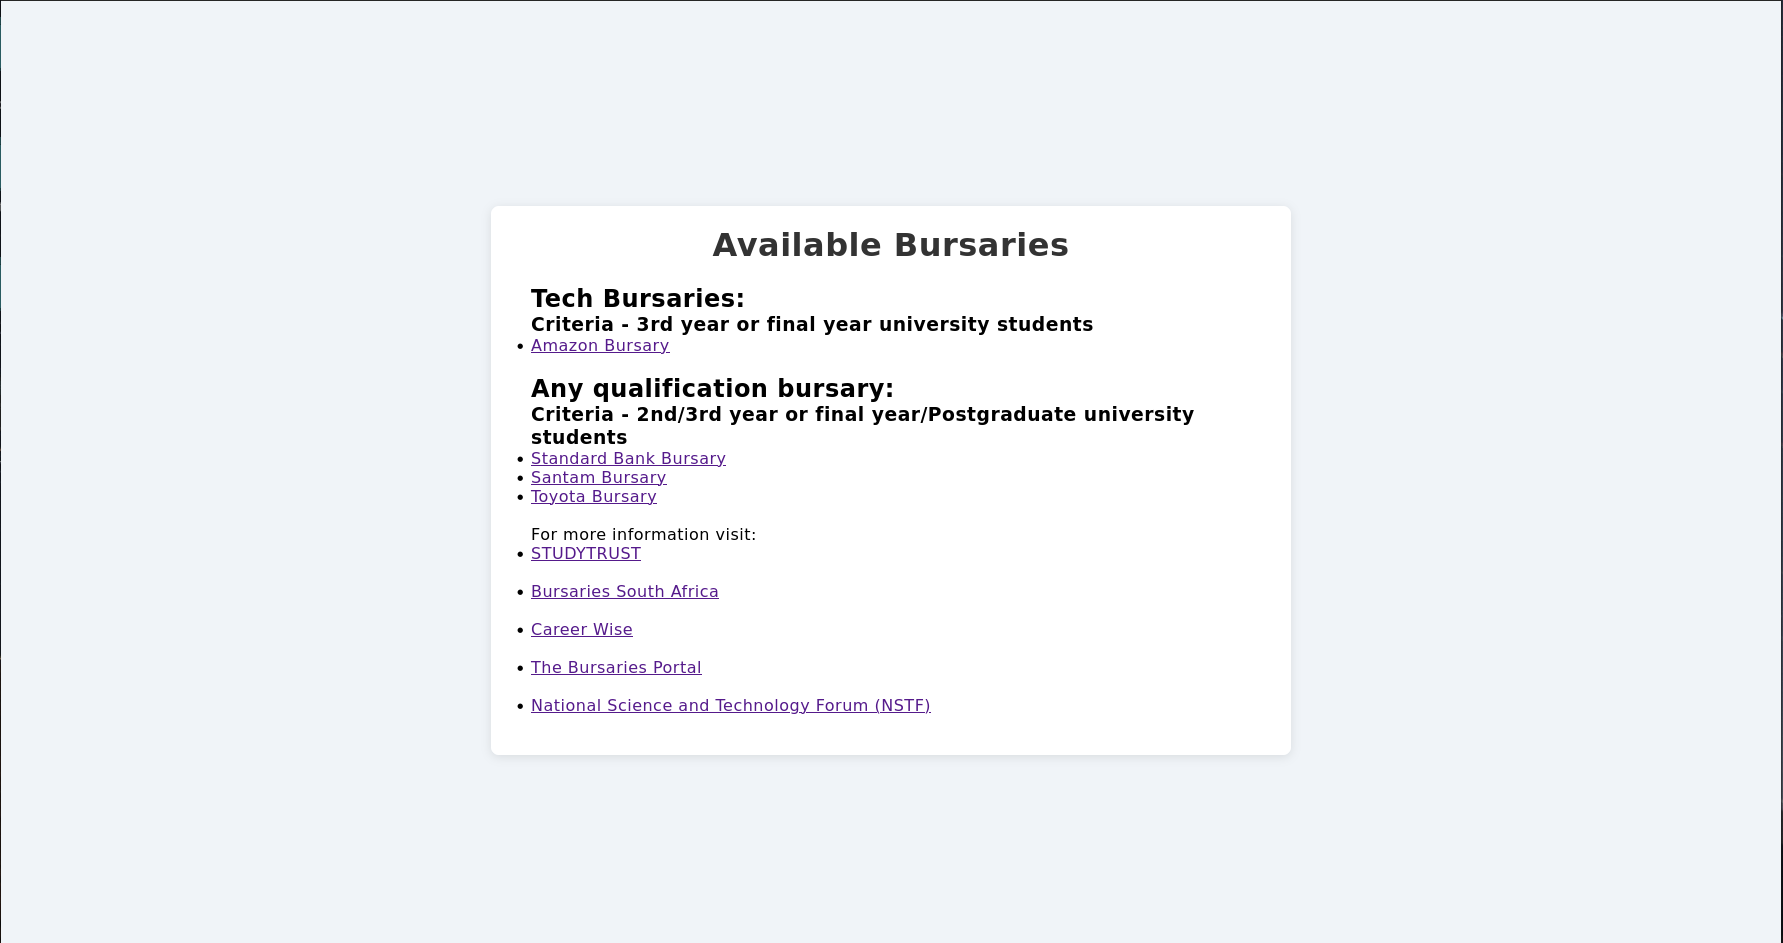 Available Bursaries
Tech Bursaries:
Criteria - 3rd year or final year university students
• Amazon Bursary
Any qualification bursary:
Criteria - 2nd/3rd year or final year/Postgraduate university
students
• Standard Bank Bursary
• Santam Bursary
• Toyota Bursary
For more information visit:
• STUDYTRUST
• Bursaries South Africa
• Career Wise
• The Bursaries Portal
• National Science and Technology Forum (NSTF)